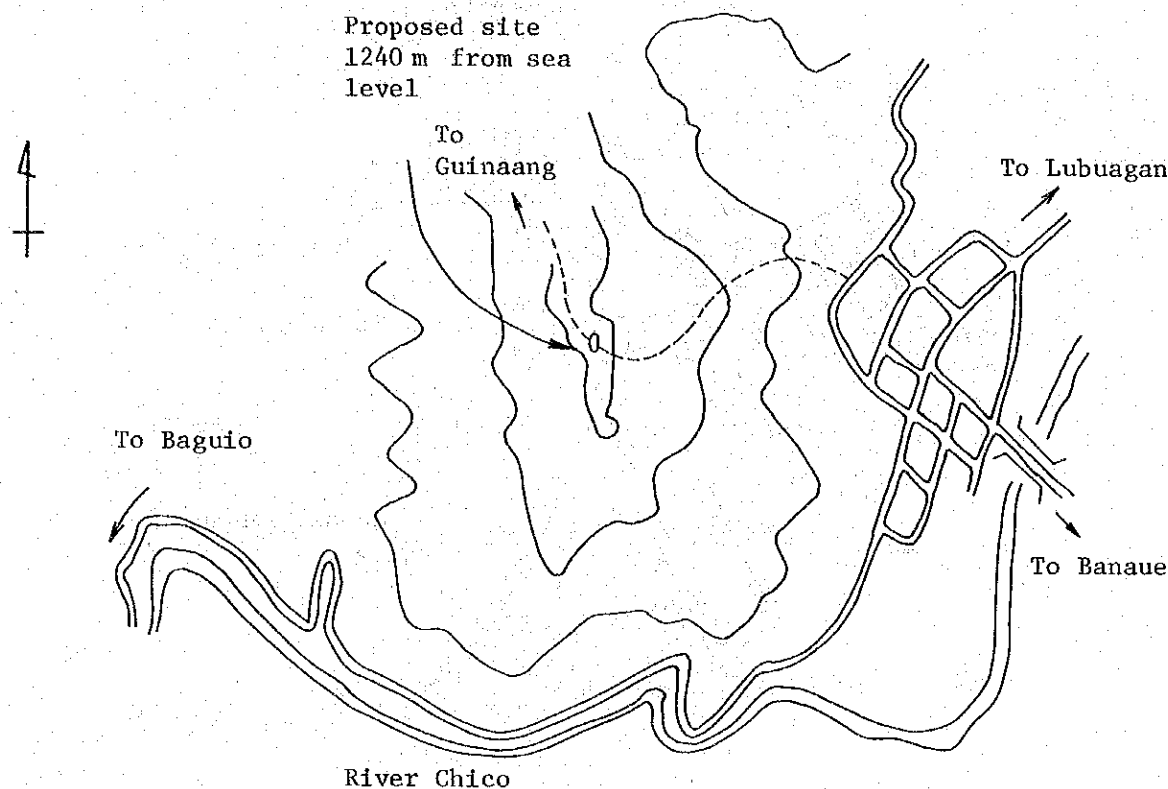 Proposed site
1240 m from sea
level
To
Guinaang
To Lubuagan
To Baguio
To Banaue
River Chico